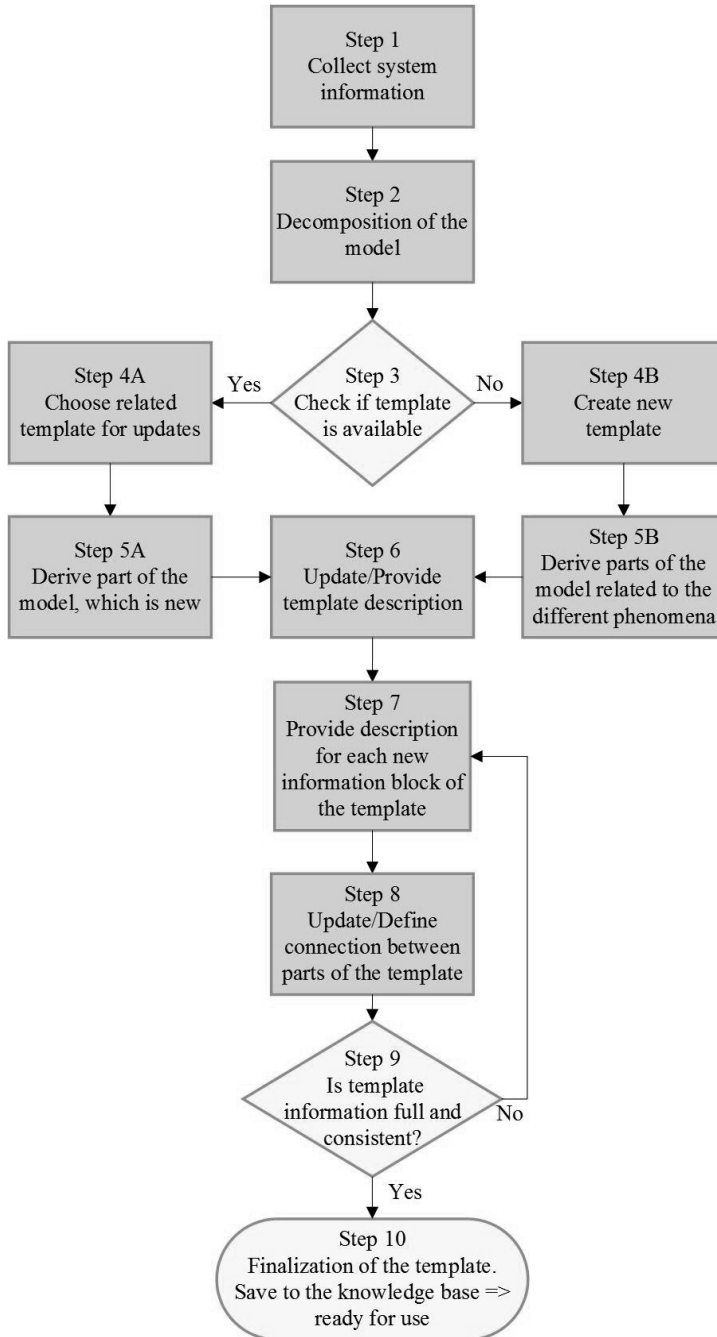 Step 1
Collect system
information
Step 2
Decomposition of the
model
Step 3
Check if template
is available
Yes
No
Step 4A
Choose related
template for updates
Step 4B
Create new
template
Step 5A
Derive part of the
model, which is new
Step 6
Update/Provide
template description
Step 5B
Derive parts of the
model related to the
different phenomena
Step 7
Provide description
for each new
information block of
the template
Step 8
Update/Define
connection between
parts of the template
Step 9
Is template
information full and
consistent?
No
Yes
Step 10
Finalization of the template.
Save to the knowledge base =>
ready for use